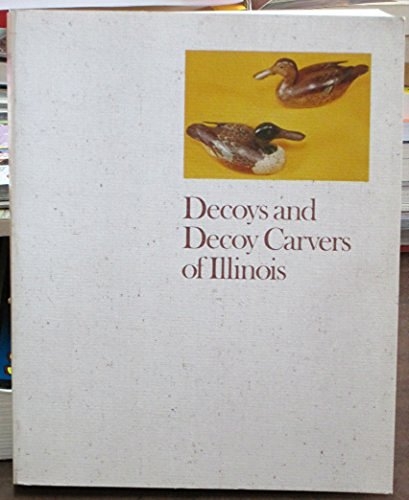 Decoys and
Decoy Carvers
of Illinois